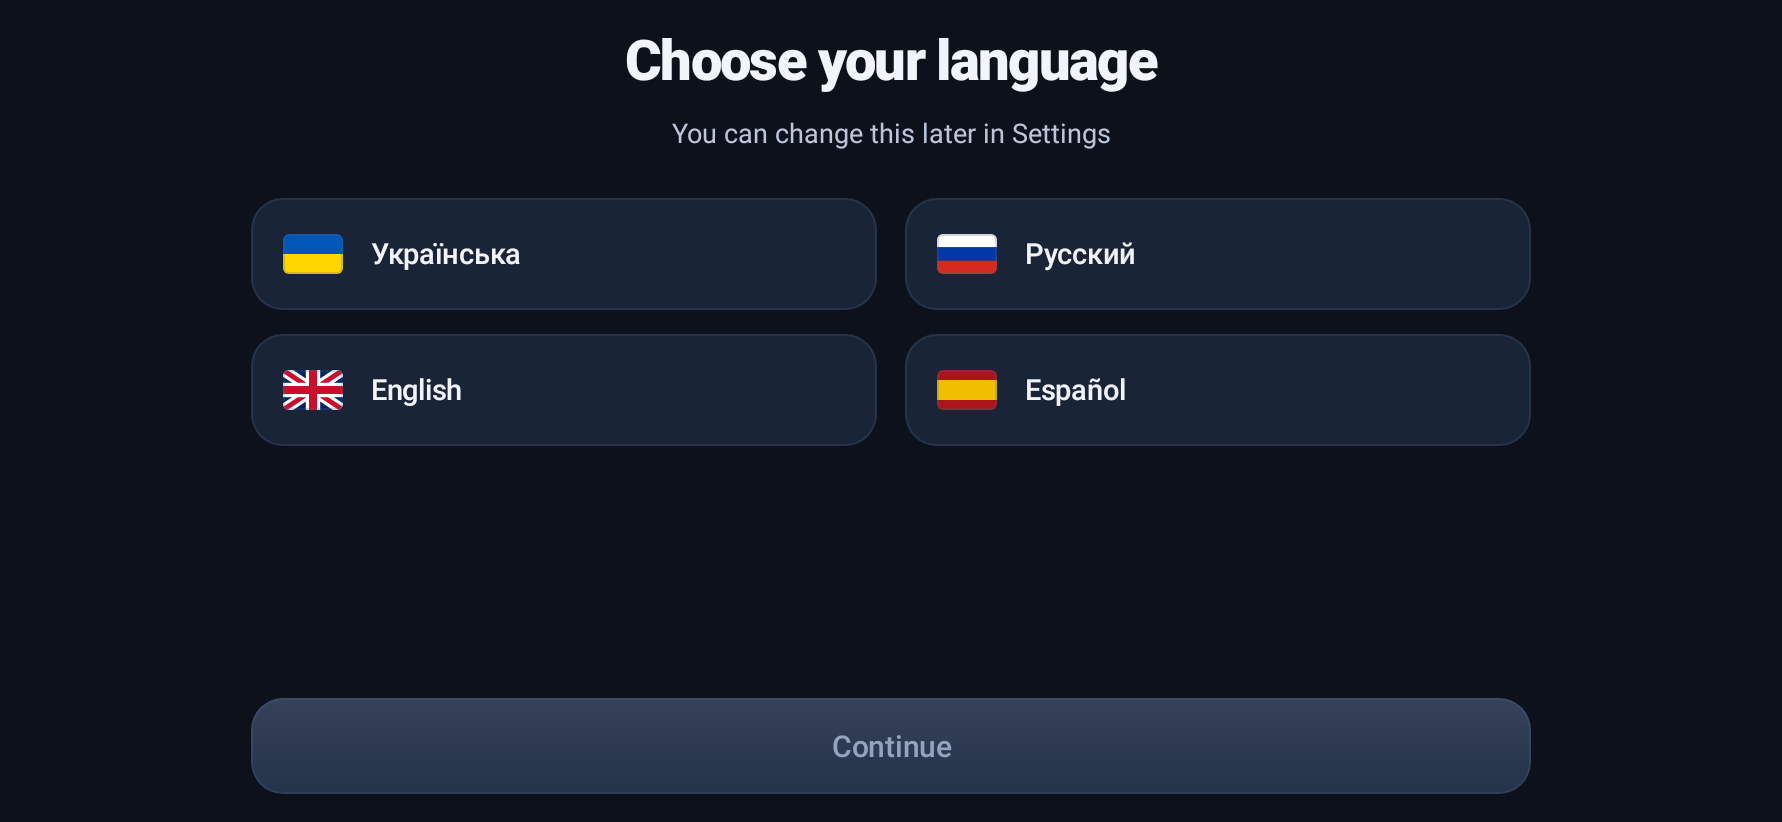 Choose your language
You can change this later in Settings
Українська
Русский
English
Español
Continue